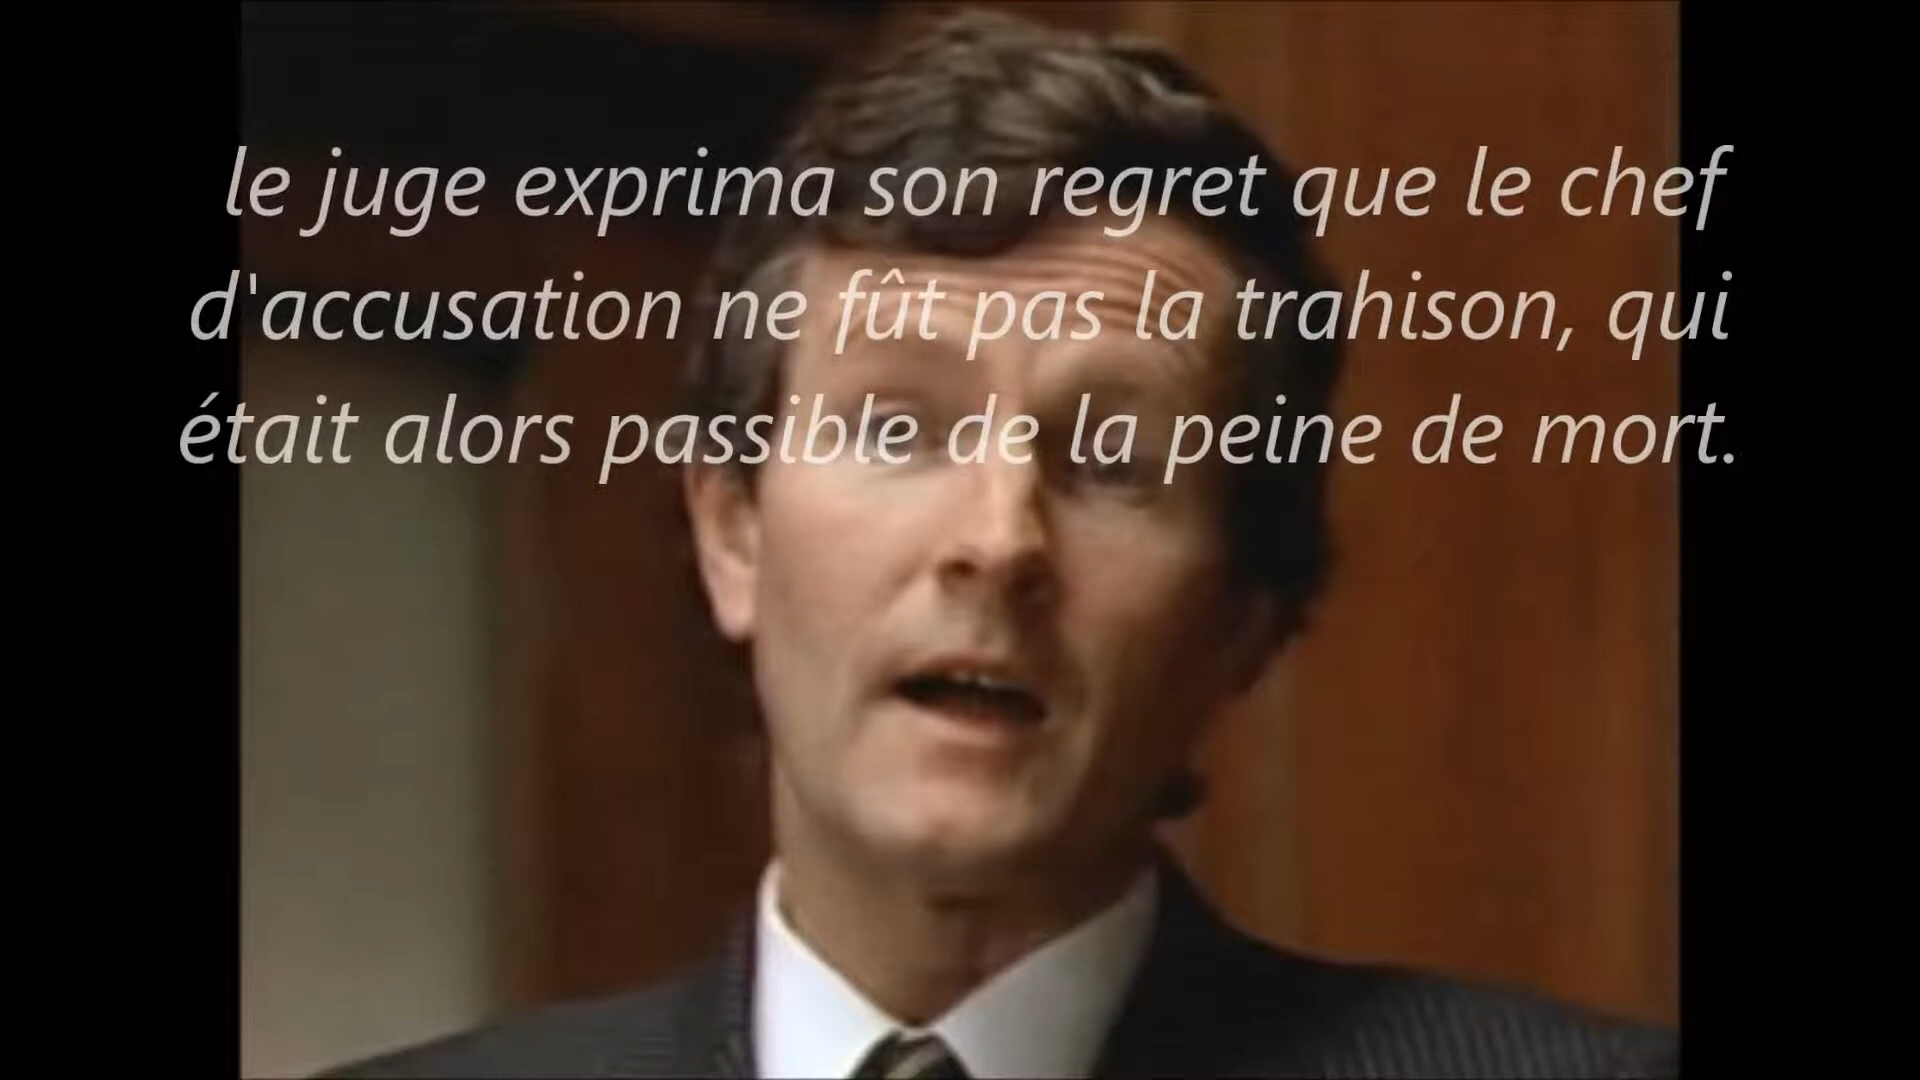 le juge exprima son regret que le chef
d'accusation ne fût pas la trahison, qui
était alors passible de la peine de mort.